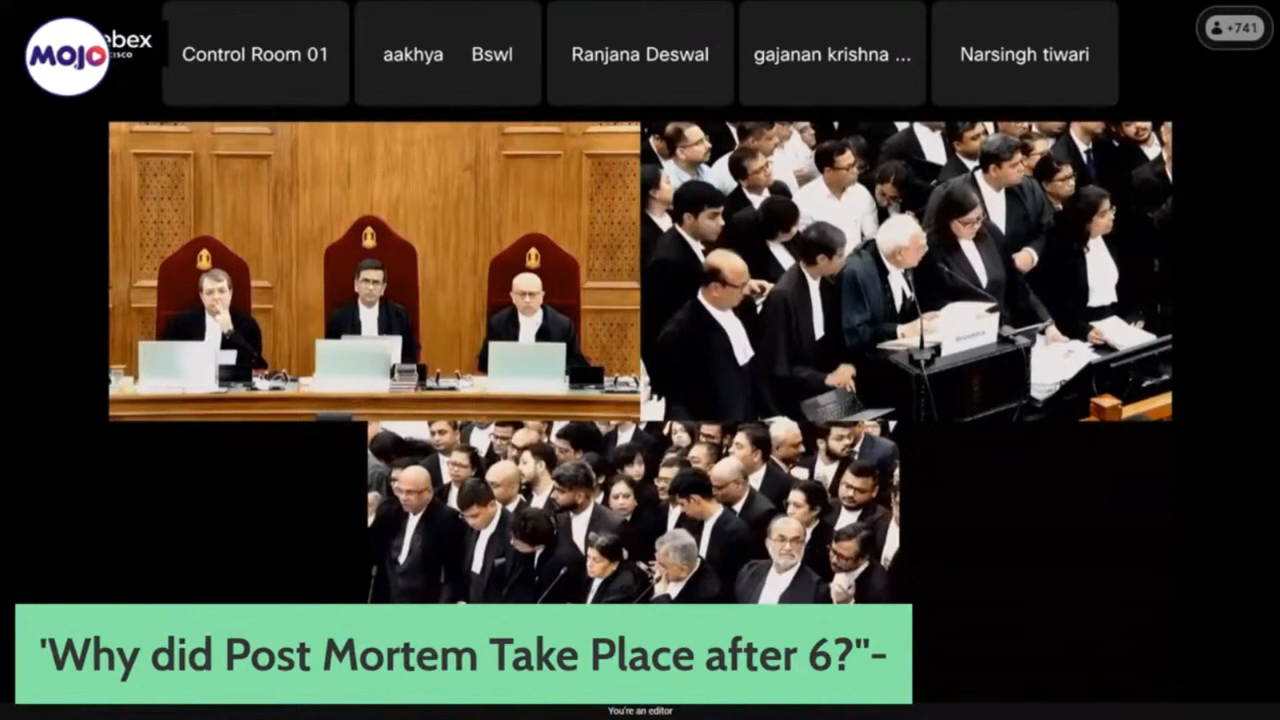 MOJO
ebex
CISCO
Control Room 01
aakhya Bswl
Ranjana Deswal
gajanan krishna ...
Narsingh tiwari
+741
'Why did Post Mortem Take Place after 6?"-
You're an editor